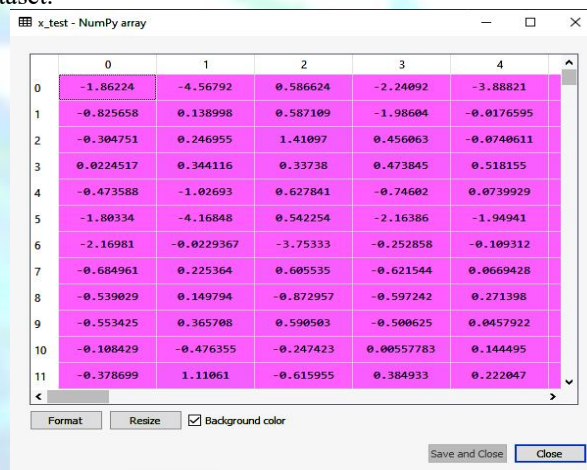 x_test - NumPy array
0 1 2 3 4
0 -1.86224 -4.56792 0.586624 -2.24092 -3.88821
1 -0.825658 0.138998 0.587109 -1.98604 -0.0176595
2 -0.304751 0.246955 1.41097 0.456063 -0.0740611
3 0.0224517 0.344116 0.33738 0.473845 0.518155
4 -0.473588 -1.02693 0.627841 -0.74602 0.0739929
5 -1.80334 -4.16848 0.542254 -2.16386 -1.94941
6 -2.16981 -0.0229367 -3.75333 -0.252858 -0.109312
7 -0.684961 0.225364 0.605535 -0.621544 0.0669428
8 -0.539029 0.149794 -0.872957 -0.597242 0.271398
9 -0.553425 0.365708 0.590503 -0.500625 0.0457922
10 -0.108429 -0.476355 -0.247423 0.00557783 0.144495
11 -0.378699 1.11061 -0.615955 0.384933 0.222047
Format Resize Background color
Save and Close Close